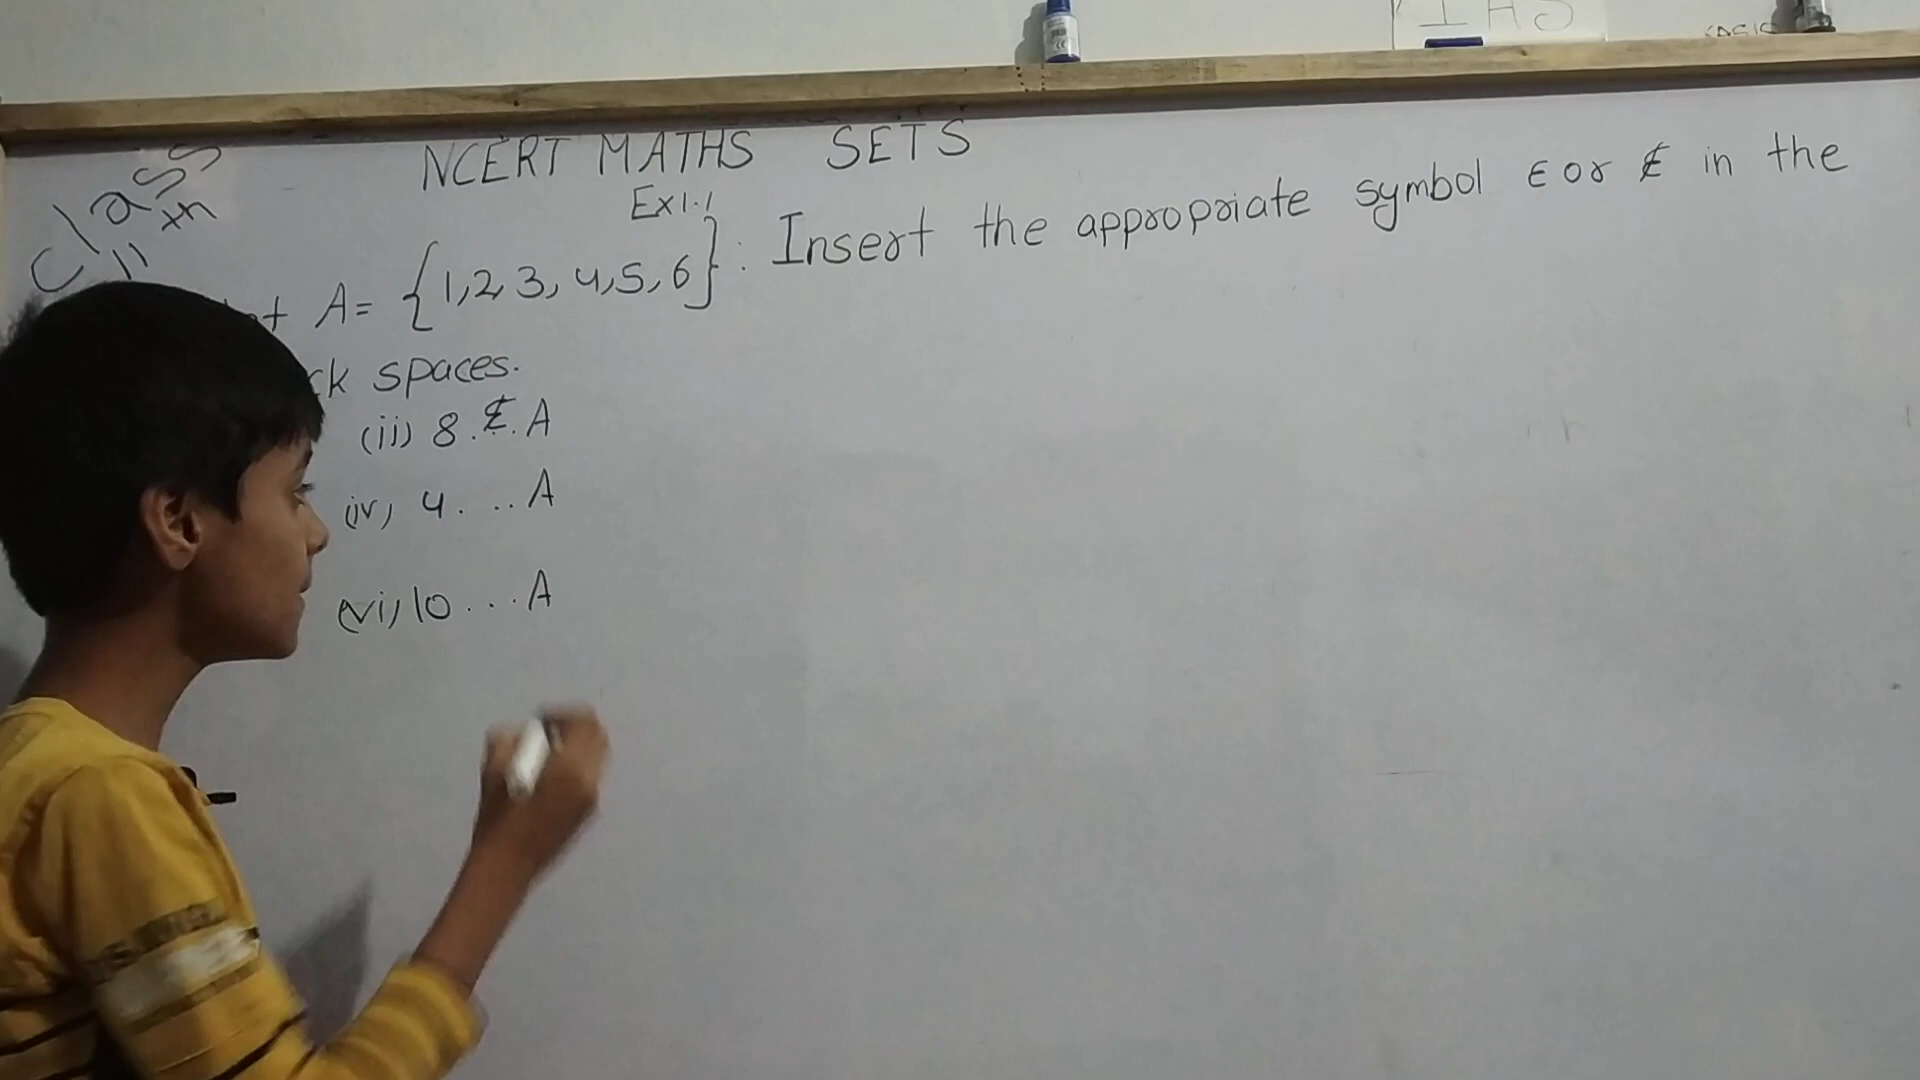 IAS
Class
11th
NCERT MATHS SETS
Ex1.1
A= {1,2,3,4,5,6}: Insert the appropriate symbol ∈ or ∉ in the
spaces.
(ii) 8.∉.A
(iv) 4...A
(vi) 10...A